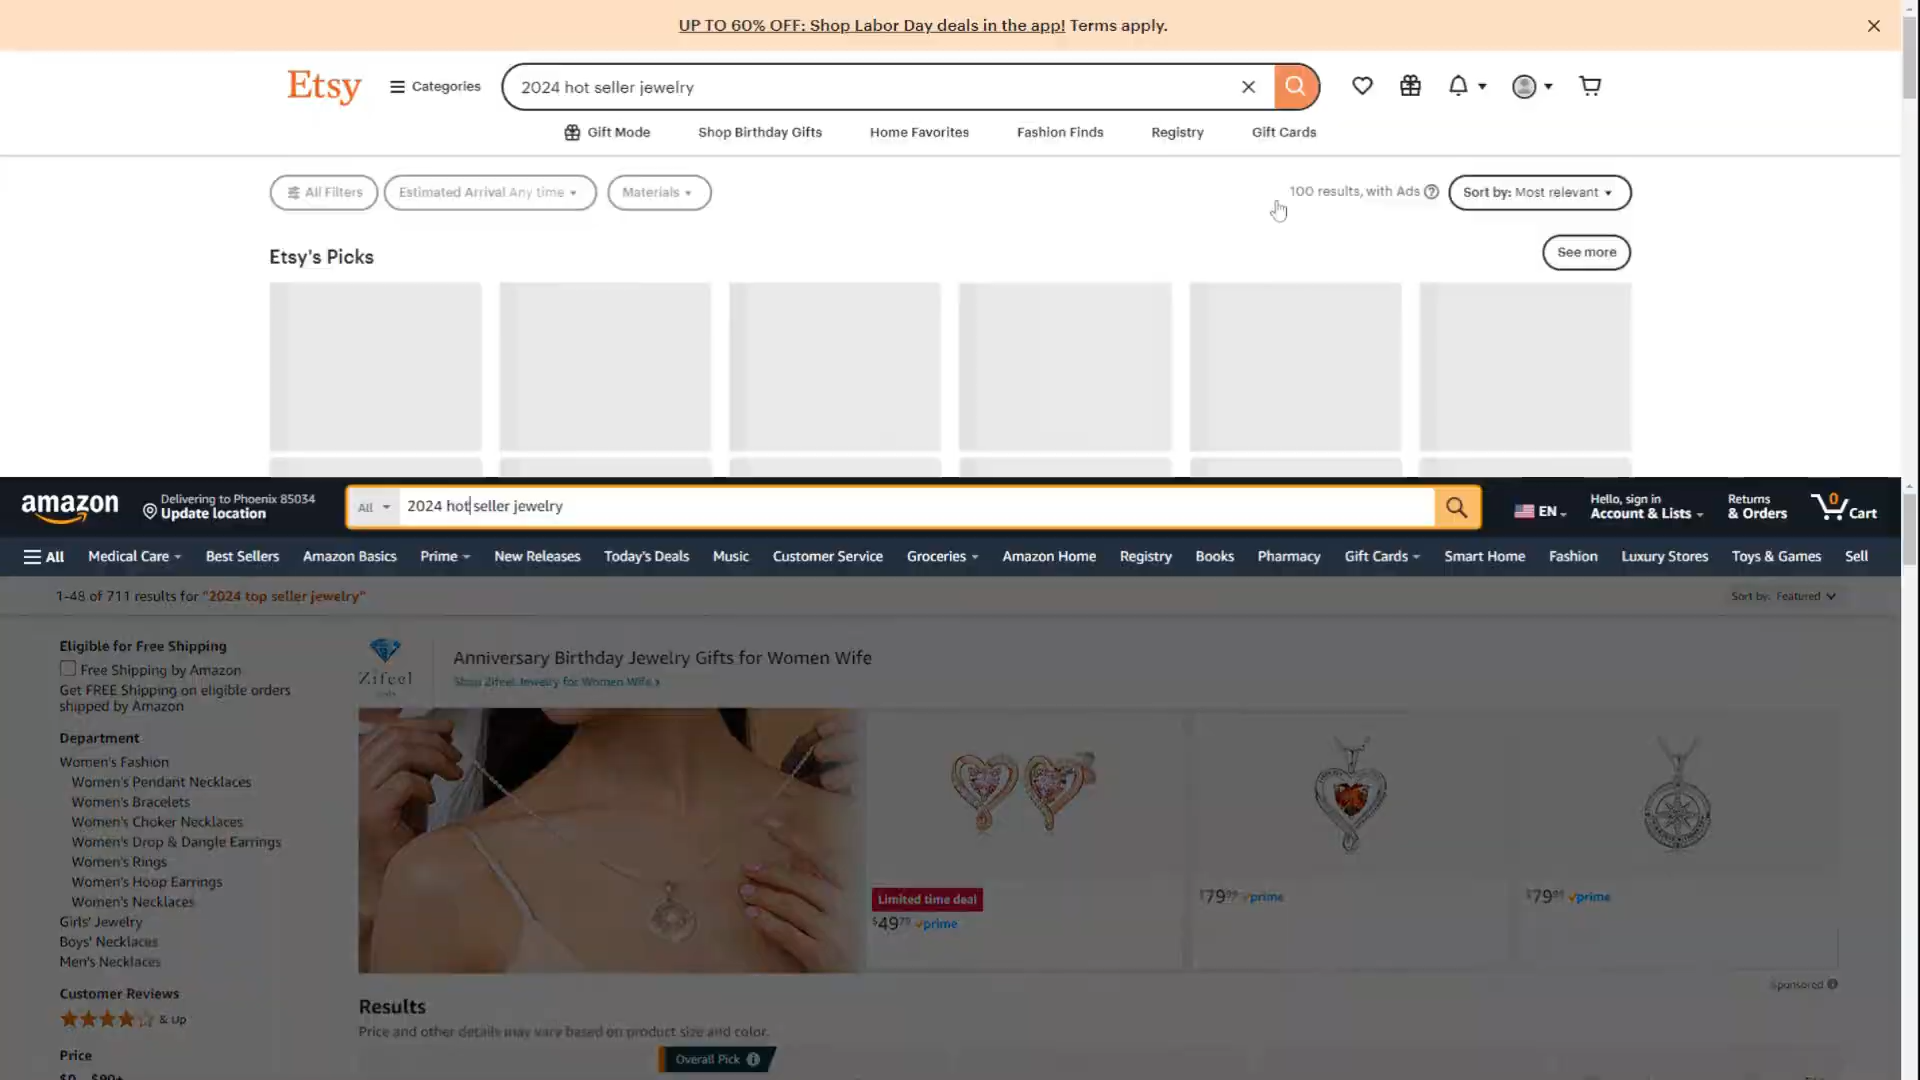 UP TO 60% OFF: Shop Labor Day deals in the app! Terms apply.
Etsy
Categories
2024 hot seller jewelry
Gift Mode
Shop Birthday Gifts
Home Favorites
Fashion Finds
Registry
Gift Cards
All Filters
Estimated Arrival Any time
Materials
100 results, with Ads
Sort by: Most relevant
Etsy's Picks
See more
amazon
Delivering to Phoenix 85034
Update location
All
2024 hot seller jewelry
EN
Hello, sign in
Account & Lists
Returns
& Orders
0
Cart
All
Medical Care
Best Sellers
Amazon Basics
Prime
New Releases
Today's Deals
Music
Customer Service
Groceries
Amazon Home
Registry
Books
Pharmacy
Gift Cards
Smart Home
Fashion
Luxury Stores
Toys & Games
Sell
1-48 of 711 results for "2024 top seller jewelry"
Sort by: Featured
Eligible for Free Shipping
Free Shipping by Amazon
Get FREE Shipping on eligible orders
shipped by Amazon
Department
Women's Fashion
Women's Pendant Necklaces
Women's Bracelets
Women's Choker Necklaces
Women's Drop & Dangle Earrings
Women's Rings
Women's Hoop Earrings
Women's Necklaces
Girls' Jewelry
Boys' Necklaces
Men's Necklaces
Customer Reviews
& Up
Price
Zifeel
Anniversary Birthday Jewelry Gifts for Women Wife
Shop Zifeel Jewelry for Women Wife ›
Limited time deal
$49 prime
$79 prime
$79 prime
Sponsored
Results
Price and other details may vary based on product size and color.
Overall Pick